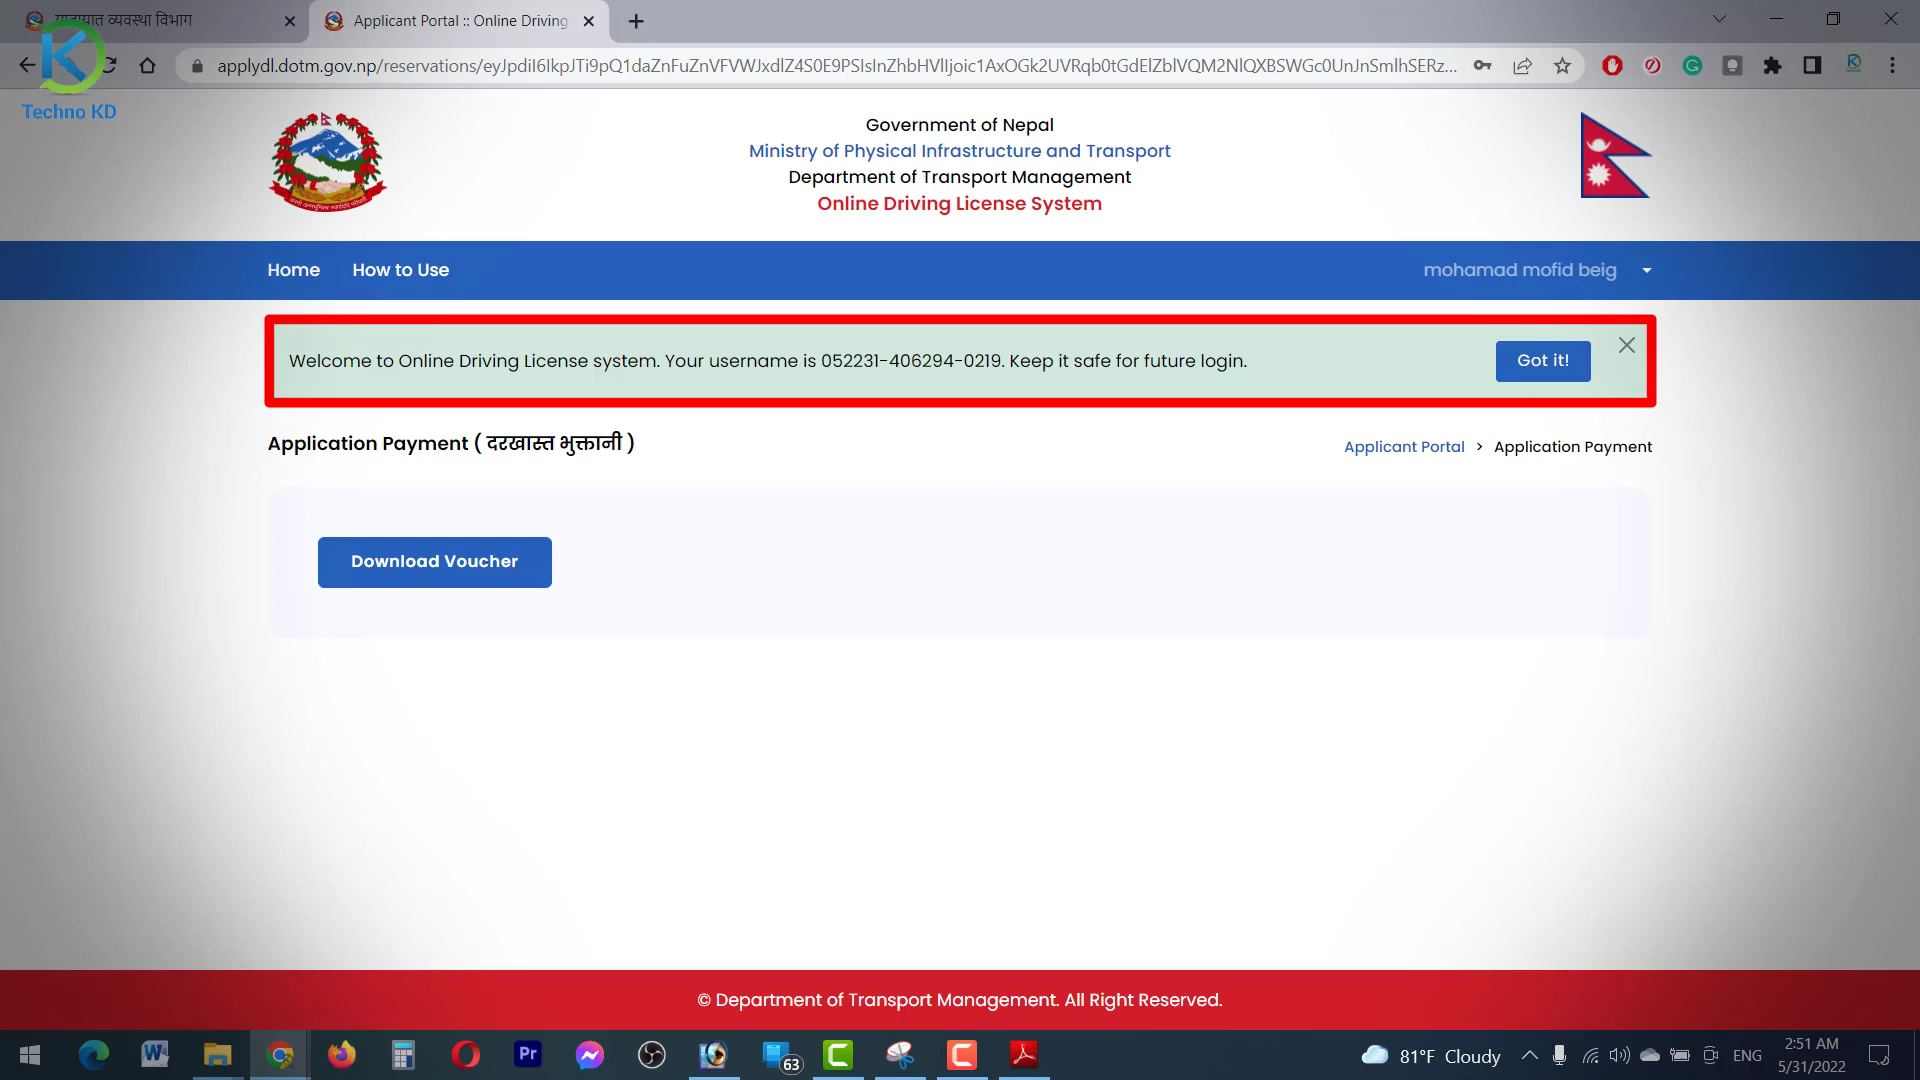 यातायात व्यवस्था विभाग
Applicant Portal :: Online Driving
applydl.dotm.gov.np/reservations/
Techno KD
Government of Nepal
Ministry of Physical Infrastructure and Transport
Department of Transport Management
Online Driving License System
Home How to Use mohamad mofid beig
Welcome to Online Driving License system. Your username is 052231-406294-0219. Keep it safe for future login. Got it!
Application Payment ( दरखास्त भुक्तानी ) Applicant Portal > Application Payment
Download Voucher
© Department of Transport Management. All Right Reserved.
Pr
63
81°F Cloudy
ENG
2:51 AM
5/31/2022